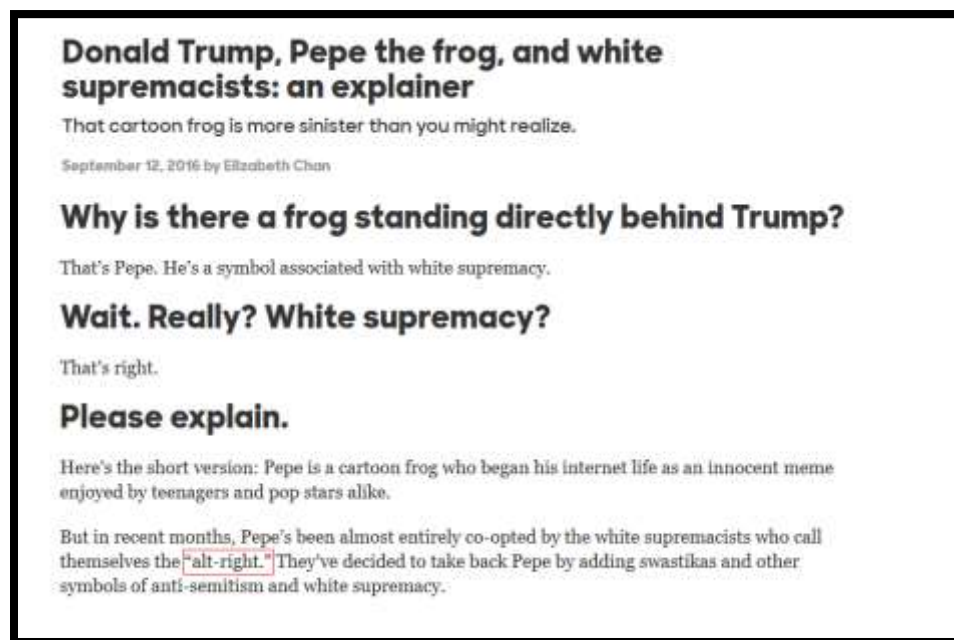 Donald Trump, Pepe the frog, and white
supremacists: an explainer
That cartoon frog is more sinister than you might realize.
September 12, 2016 by Elizabeth Chan
Why is there a frog standing directly behind Trump?
That's Pepe. He's a symbol associated with white supremacy.
Wait. Really? White supremacy?
That's right.
Please explain.
Here's the short version: Pepe is a cartoon frog who began his internet life as an innocent meme
enjoyed by teenagers and pop stars alike.
But in recent months, Pepe's been almost entirely co-opted by the white supremacists who call
themselves the "alt-right." They've decided to take back Pepe by adding swastikas and other
symbols of anti-semitism and white supremacy.